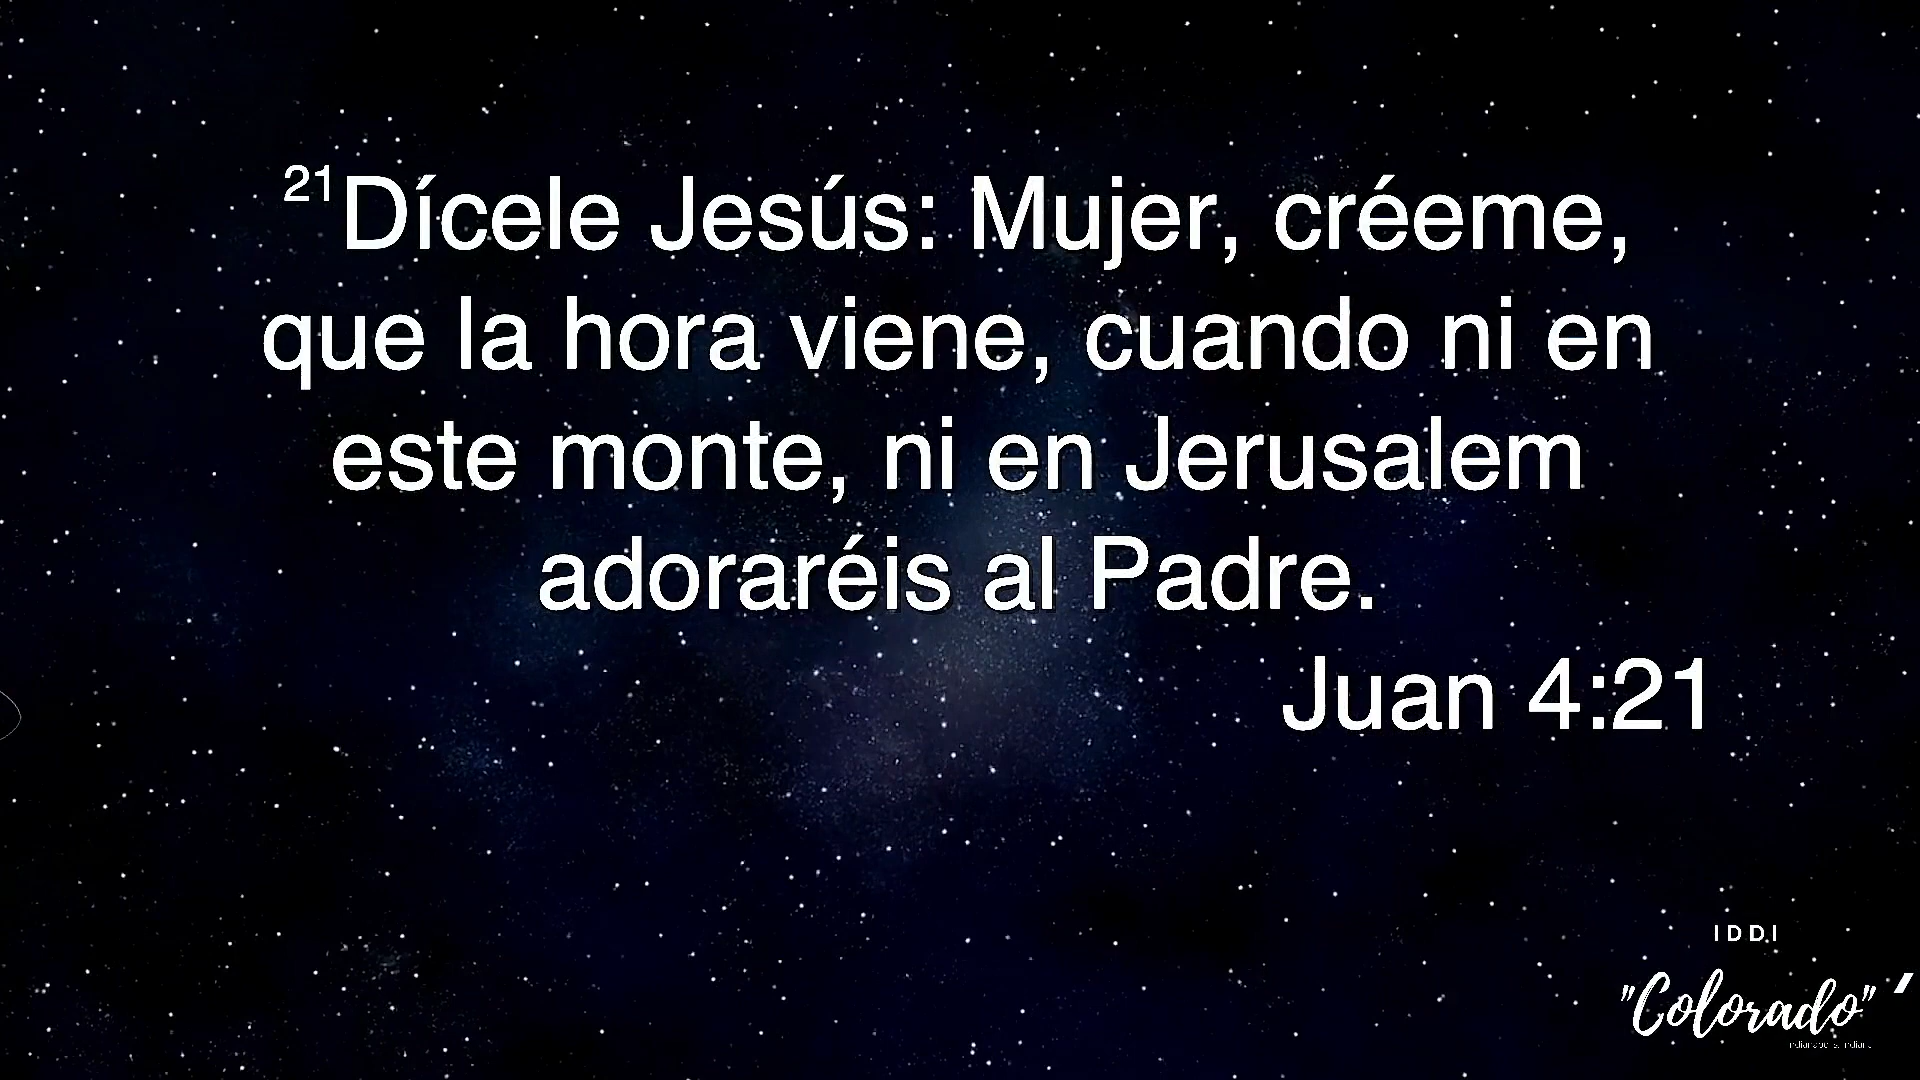 21Dícele Jesús: Mujer, créeme,
que la hora viene, cuando ni en
este monte, ni en Jerusalem
adoraréis al Padre.
Juan 4:21
IDDI
"Colorado"